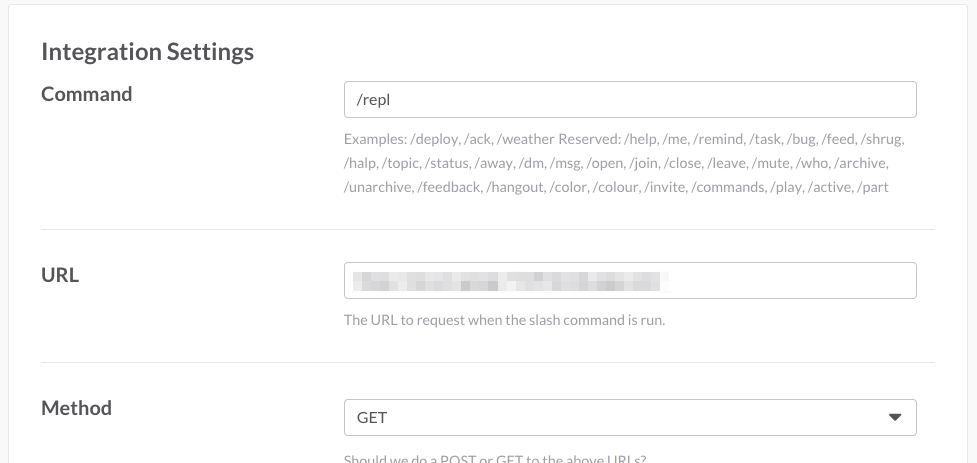 Integration Settings
Command
/repl
Examples: /deploy, /ack, /weather Reserved: /help, /me, /remind, /task, /bug, /feed, /shrug,
/halp, /topic, /status, /away, /dm, /msg, /open, /join, /close, /leave, /mute, /who, /archive,
/unarchive, /feedback, /hangout, /color, /colour, /invite, /commands, /play, /active, /part
URL
The URL to request when the slash command is run.
Method
GET
Should we do a POST or GET to the above URLs?